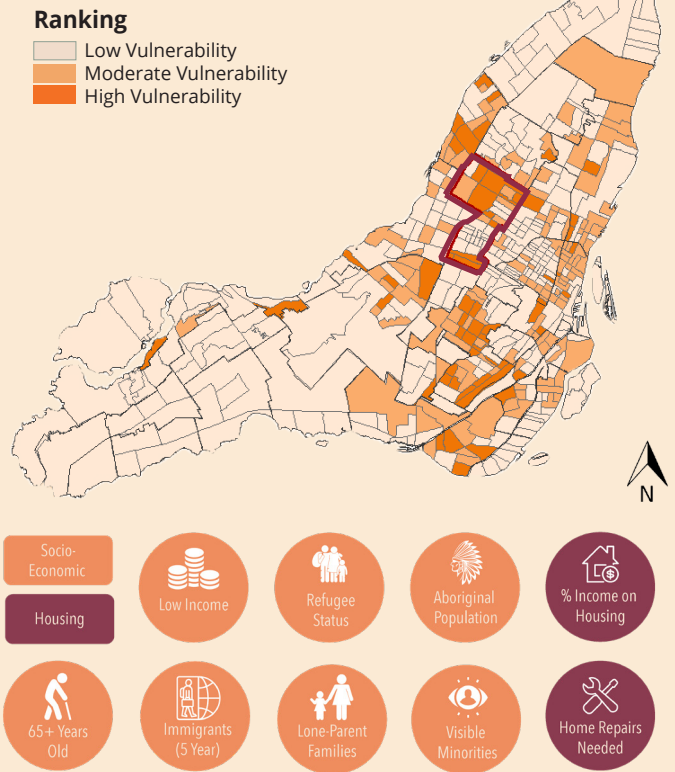 Ranking
Low Vulnerability
Moderate Vulnerability
High Vulnerability
N
Socio-
Economic
Housing
Low Income
Refugee
Status
Aboriginal
Population
% Income on
Housing
65+ Years
Old
Immigrants
(5 Year)
Lone-Parent
Families
Visible
Minorities
Home Repairs
Needed